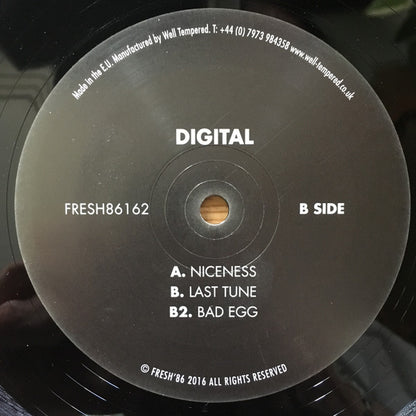 Made in the E.U. Manufactured by Well Tempered. T: +44 (0) 7973 984358 www.well-tempered.co.uk
DIGITAL
FRESH86162
B SIDE
A. NICENESS
B. LAST TUNE
B2. BAD EGG
© FRESH'86 2016 ALL RIGHTS RESERVED